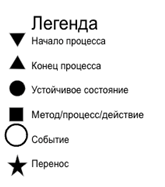 Легенда
Начало процесса
Конец процесса
Устойчивое состояние
Метод/процесс/действие
Событие
Перенос